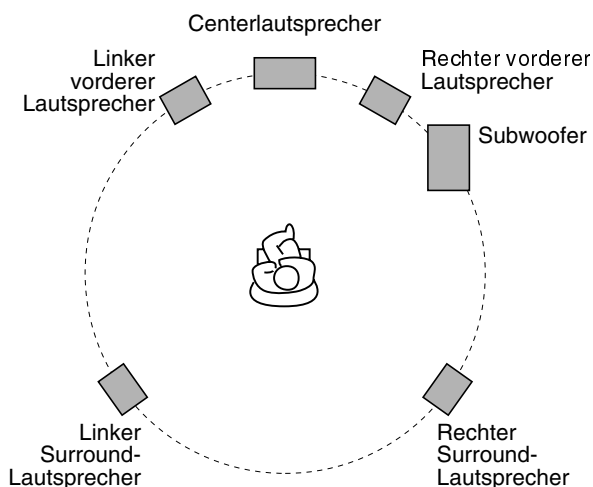 Centerlautsprecher
Linker
vorderer
Lautsprecher
Rechter vorderer
Lautsprecher
Subwoofer
Linker
Surround-
Lautsprecher
Rechter
Surround-
Lautsprecher